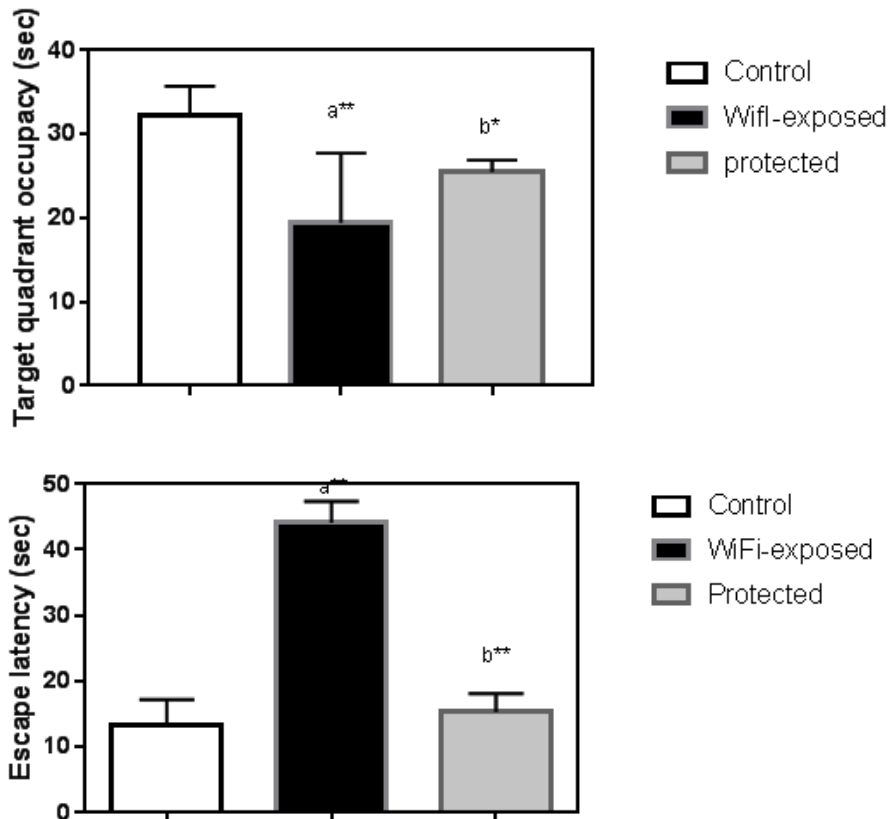 Target quadrant occupancy (sec)
40
30
20
10
0
a**
b*
Control
WifI-exposed
protected
Escape latency (sec)
50
40
30
20
10
0
a**
b**
Control
WiFi-exposed
Protected